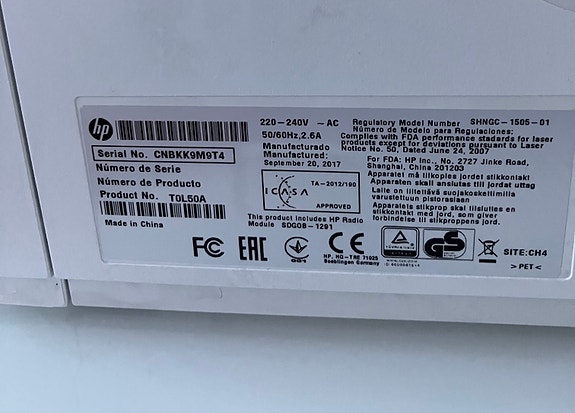 hp
220-240V ~ AC
50/60Hz, 2.6A
Serial No. CNBKK9M9T4
Número de Serie
Número de Producto
Product No. T0L50A
Made in China
Manufacturado
Manufactured
September 20, 2017
ICASA
TA-2012/190
APPROVED
This product includes HP Radio
Module SDGOB-1291
Regulatory Model Number SHNGC-1505-01
Número de Modelo para Regulaciones:
Complies with FDA performance standards for laser
products except for deviations pursuant to Laser
Notice No. 50, Dated June 24, 2007
For FDA: HP Inc., No. 2727 Jinke Road,
Shanghai, China 201203
Apparatet må tilkoples jordet stikkontakt
Apparaten skall anslutas till jordat uttag
Laite on liitettävä suojakoskettimilla
varustettuun pistorasiaan
Apparatets stikprop skal tilsluttes en
stikkontakt med jord, som giver
forbindelse til stikproppens jord.
FC EAC
001
CE
HP, HQ-TRE 71025
Boeblingen Germany
GS
SITE:CH4
>PET<